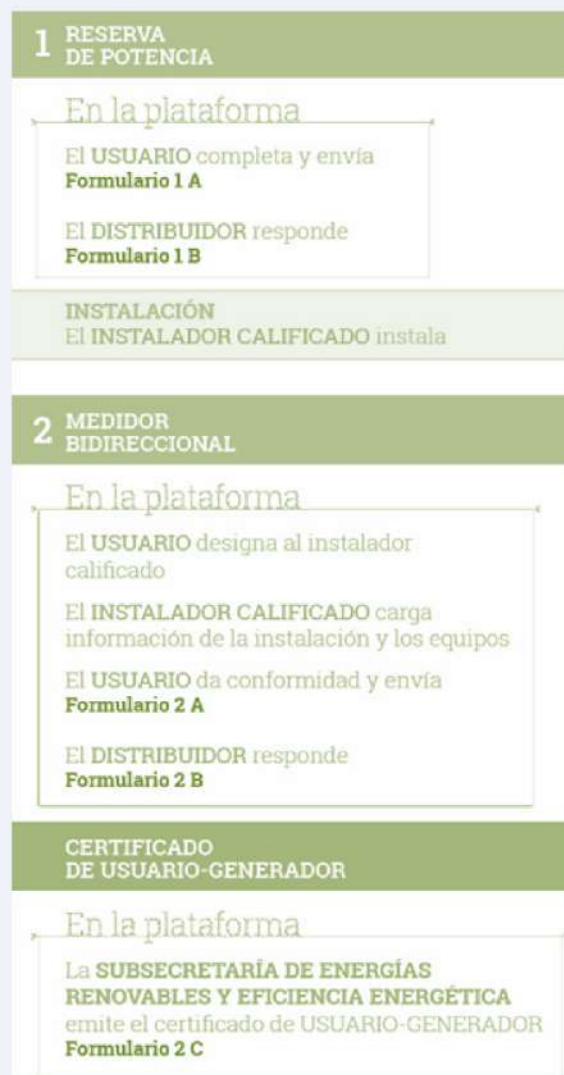 1 RESERVA
DE POTENCIA
En la plataforma
El USUARIO completa y envía
Formulario 1 A
El DISTRIBUIDOR responde
Formulario 1 B
INSTALACIÓN
El INSTALADOR CALIFICADO instala
2 MEDIDOR
BIDIRECCIONAL
En la plataforma
El USUARIO designa al instalador
calificado
El INSTALADOR CALIFICADO carga
información de la instalación y los equipos
El USUARIO da conformidad y envía
Formulario 2 A
El DISTRIBUIDOR responde
Formulario 2 B
CERTIFICADO
DE USUARIO-GENERADOR
En la plataforma
La SUBSECRETARÍA DE ENERGÍAS
RENOVABLES Y EFICIENCIA ENERGÉTICA
emite el certificado de USUARIO-GENERADOR
Formulario 2 C